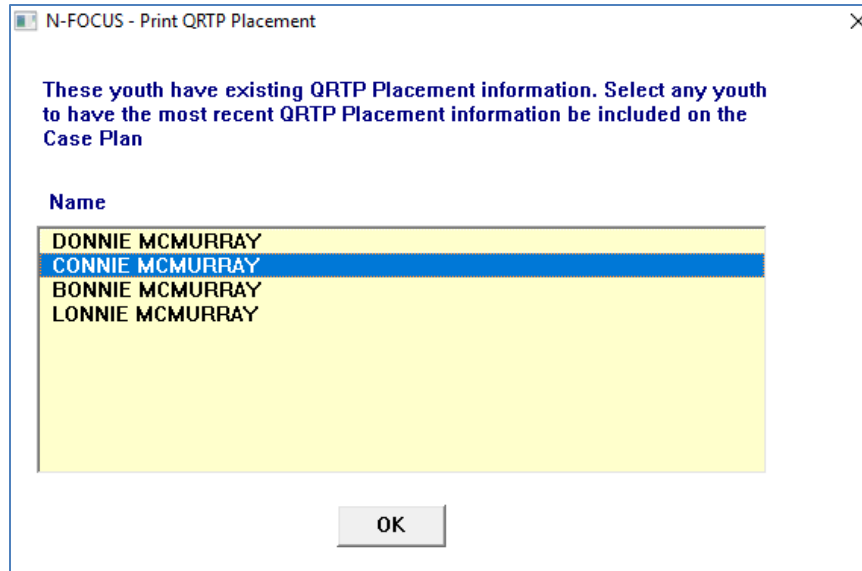 N-FOCUS - Print QRTP Placement
These youth have existing QRTP Placement information. Select any youth
to have the most recent QRTP Placement information be included on the
Case Plan
Name
DONNIE MCMURRAY
CONNIE MCMURRAY
BONNIE MCMURRAY
LONNIE MCMURRAY
OK